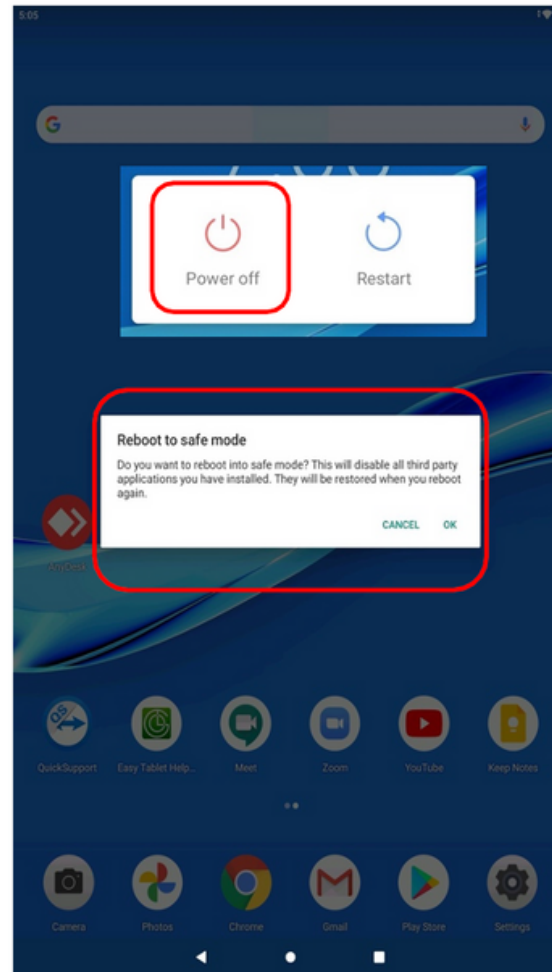 5:05
G
Power off
Restart
Reboot to safe mode
Do you want to reboot into safe mode? This will disable all third party
applications you have installed. They will be restored when you reboot
again.
CANCEL OK
AnyDesk
QS
QuickSupport Easy Tablet Help... Meet Zoom YouTube Keep Notes
Camera Photos Chrome Gmail Play Store Settings